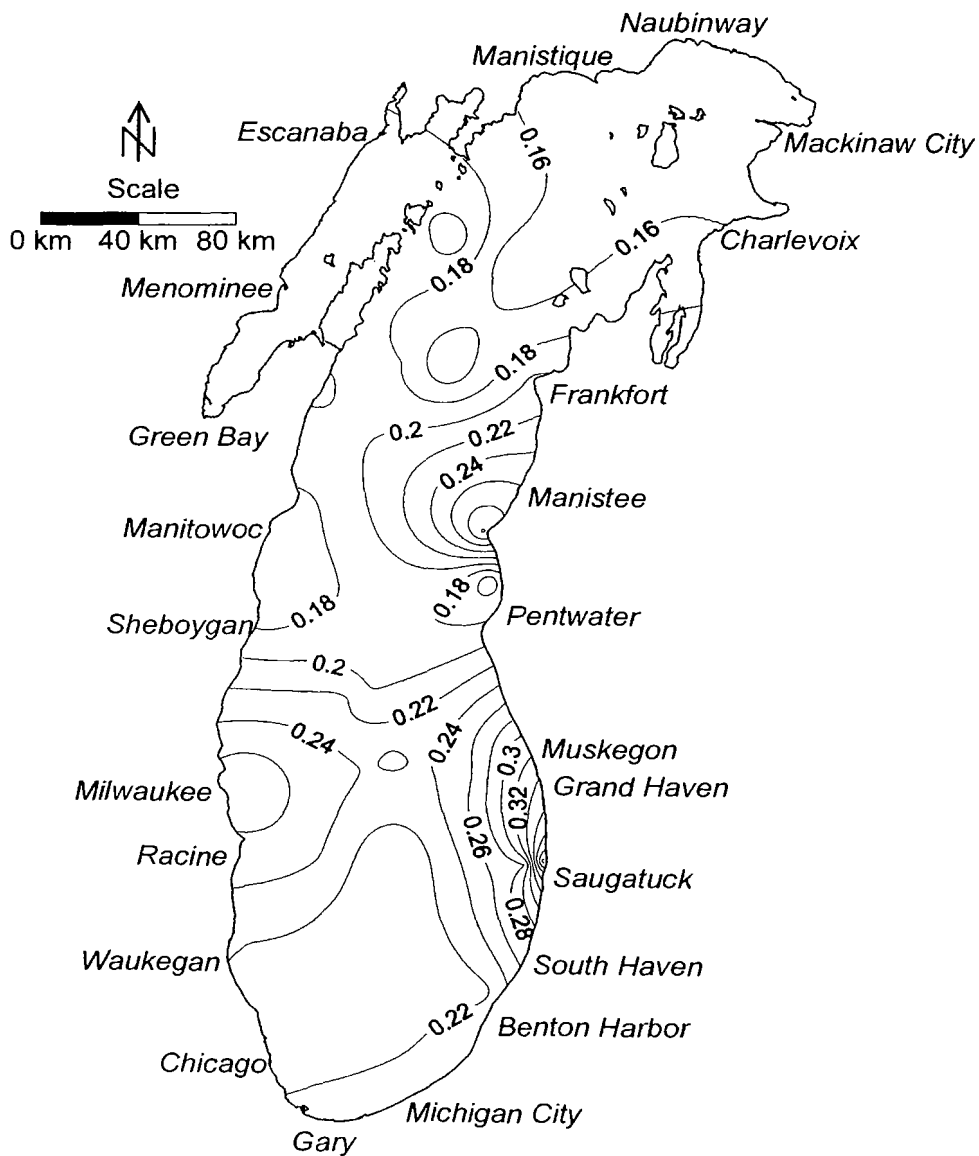 Naubinway
Manistique
Escanaba
Mackinaw City
N
Scale
0 km 40 km 80 km
0.16
0.16
Charlevoix
0.18
Menominee
0.18
Frankfort
Green Bay
0.2
0.22
0.24
Manistee
Manitowoc
0.18
0.18
Sheboygan
Pentwater
0.2
0.22
0.24
0.24
0.3
Muskegon
Milwaukee
0.32
Grand Haven
Racine
0.26
Saugatuck
0.28
Waukegan
South Haven
0.22
Benton Harbor
Chicago
Michigan City
Gary